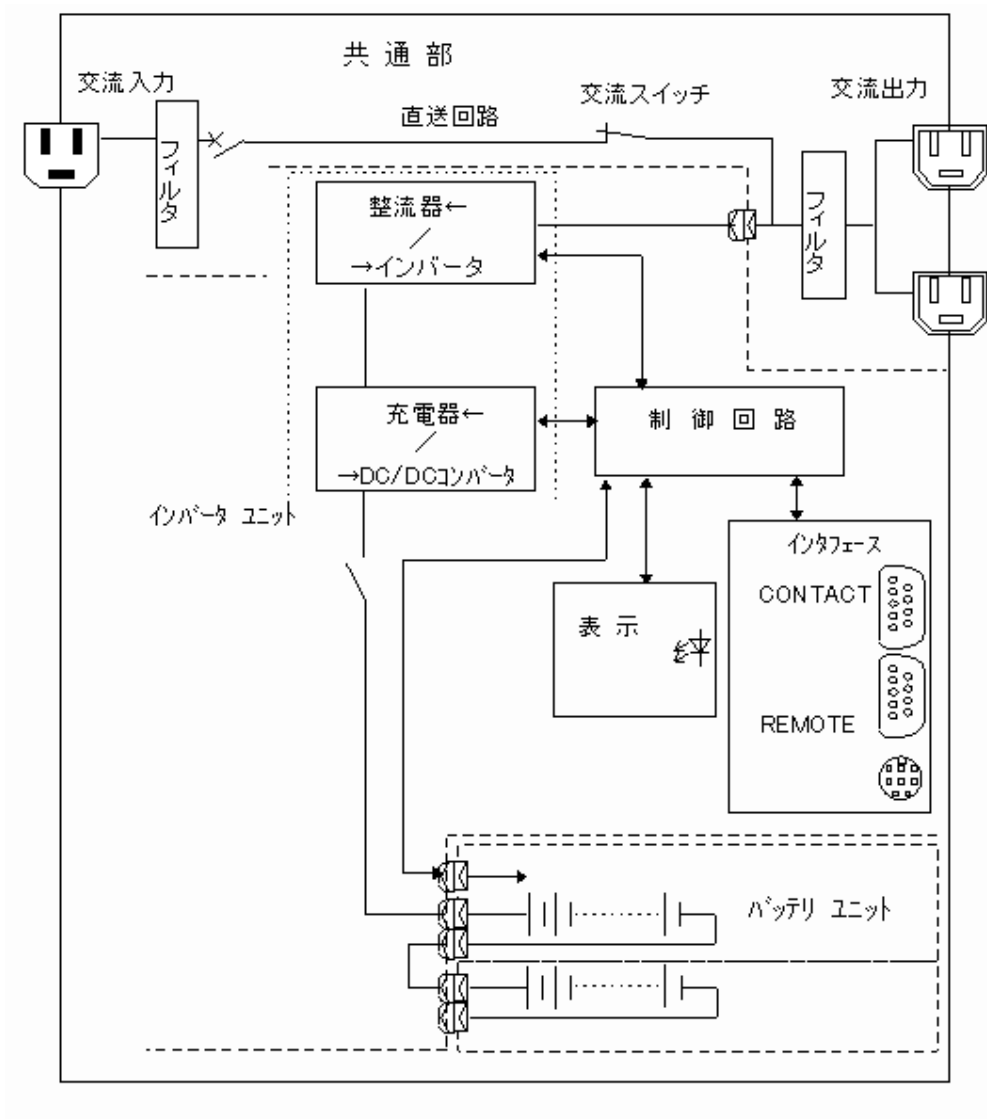 共 通 部
交流入力
直送回路
交流スイッチ
交流出力
フィルタ
整流器←
／
→インバータ
フィルタ
充電器←
／
→DC/DCｺﾝﾊﾞｰﾀ
制 御 回 路
ｲﾝﾊﾞｰﾀ ﾕﾆｯﾄ
ｲﾝﾀﾌｪｰｽ
CONTACT
表 示
REMOTE
ﾊﾞｯﾃﾘ ﾕﾆｯﾄ